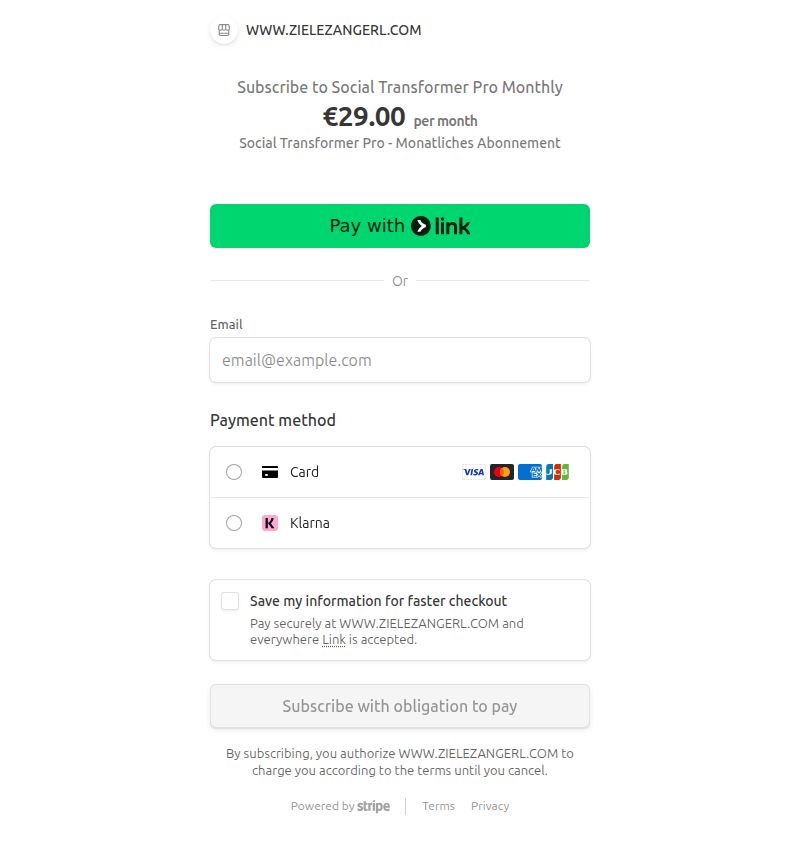 WWW.ZIELEZANGERL.COM
Subscribe to Social Transformer Pro Monthly
€29.00 per month
Social Transformer Pro - Monatliches Abonnement
Pay with link
Or
Email
email@example.com
Payment method
Card VISA AMEX JCB
K Klarna
Save my information for faster checkout
Pay securely at WWW.ZIELEZANGERL.COM and
everywhere Link is accepted.
Subscribe with obligation to pay
By subscribing, you authorize WWW.ZIELEZANGERL.COM to
charge you according to the terms until you cancel.
Powered by stripe Terms Privacy